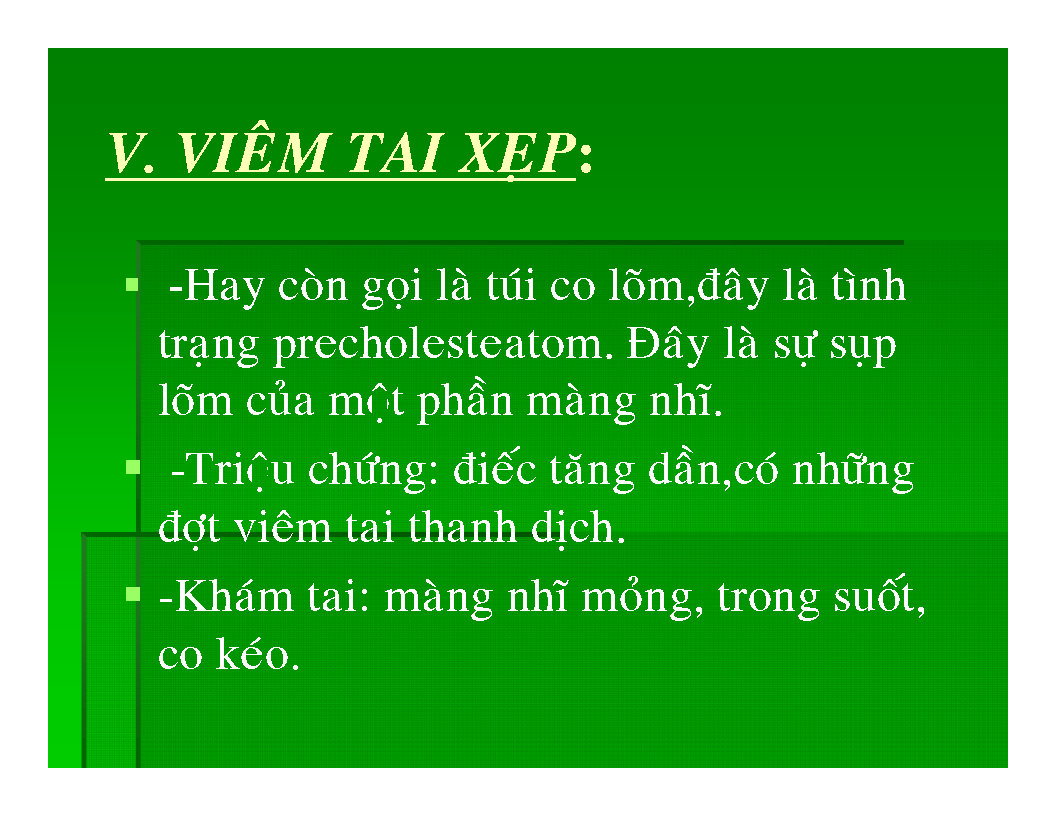 V. VIÊM TAI XẸP:
-Hay còn gọi là túi co lõm,đây là tình
trạng precholesteatom. Đây là sự sụp
lõm của một phần màng nhĩ.
-Triệu chứng: điếc tăng dần,có những
đợt viêm tai thanh dịch.
-Khám tai: màng nhĩ mỏng, trong suốt,
co kéo.